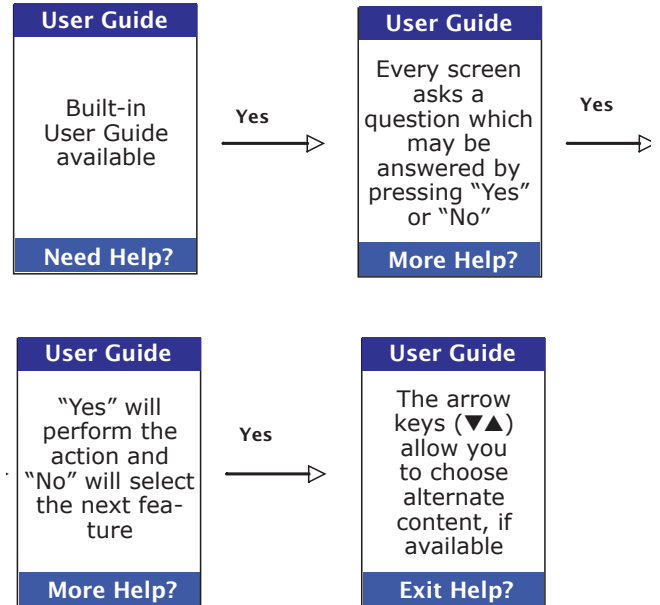 User Guide
Built-in
User Guide
available
Need Help?
Yes
User Guide
Every screen
asks a
question which
may be
answered by
pressing “Yes”
or “No”
More Help?
Yes
User Guide
“Yes” will
perform the
action and
“No” will select
the next fea-
ture
More Help?
Yes
User Guide
The arrow
keys (▼▲)
allow you
to choose
alternate
content, if
available
Exit Help?